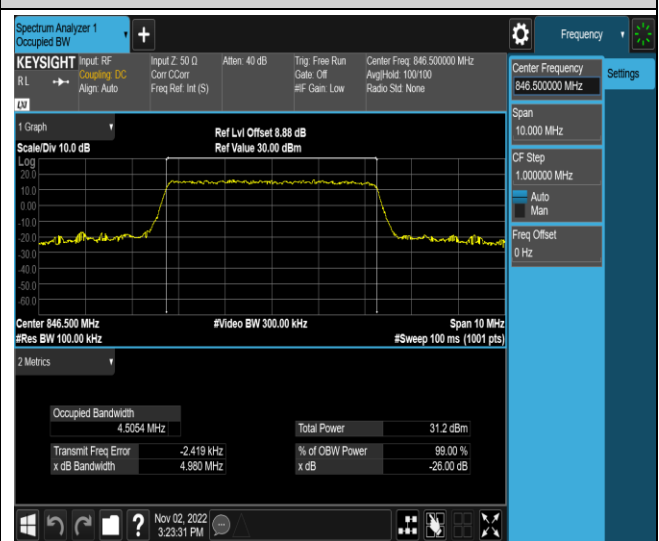 Spectrum Analyzer 1
Occupied BW
+
Frequency
KEYSIGHT
RL
LXI
Input: RF
Coupling: DC
Align: Auto
Input Z: 50 Ω
Corr CCorr
Freq Ref: Int (S)
Atten: 40 dB
Trig: Free Run
Gate: Off
#IF Gain: Low
Center Freq: 846.500000 MHz
Avg|Hold: 100/100
Radio Std: None
Center Frequency
846.500000 MHz
Settings
Span
10.000 MHz
CF Step
1.000000 MHz
Auto
Man
Freq Offset
0 Hz
1 Graph
Scale/Div 10.0 dB
Ref Lvl Offset 8.88 dB
Ref Value 30.00 dBm
Log
20.0
10.0
0.00
-10.0
-20.0
-30.0
-40.0
-50.0
-60.0
Center 846.500 MHz
#Res BW 100.00 kHz
#Video BW 300.00 kHz
Span 10 MHz
#Sweep 100 ms (1001 pts)
2 Metrics
Occupied Bandwidth
4.5054 MHz
Total Power 31.2 dBm
Transmit Freq Error -2.419 kHz
% of OBW Power 99.00 %
x dB Bandwidth 4.980 MHz
x dB -26.00 dB
?
Nov 02, 2022
3:23:31 PM